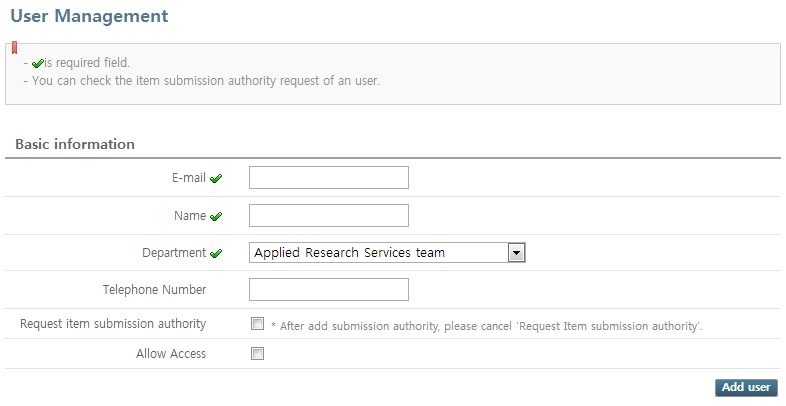 User Management
- is required field.
- You can check the item submission authority request of an user.
Basic information
E-mail
Name
Department Applied Research Services team
Telephone Number
Request item submission authority * After add submission authority, please cancel 'Request Item submission authority'.
Allow Access
Add user